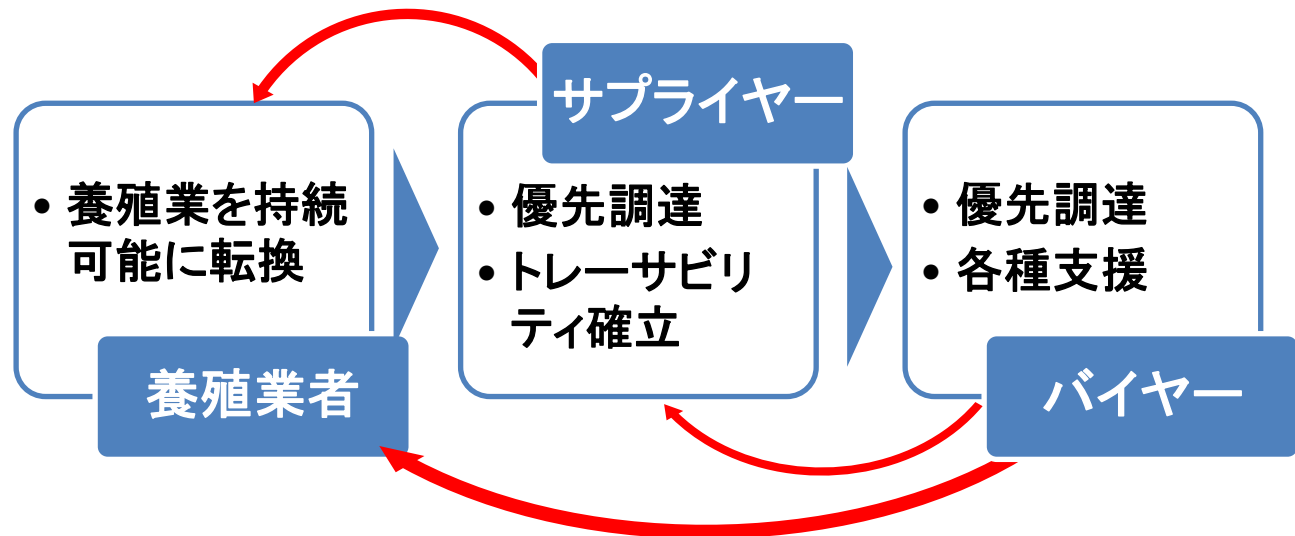 • 養殖業を持続
可能に転換
養殖業者
サプライヤー
• 優先調達
• トレーサビリ
ティ確立
• 優先調達
• 各種支援
バイヤー